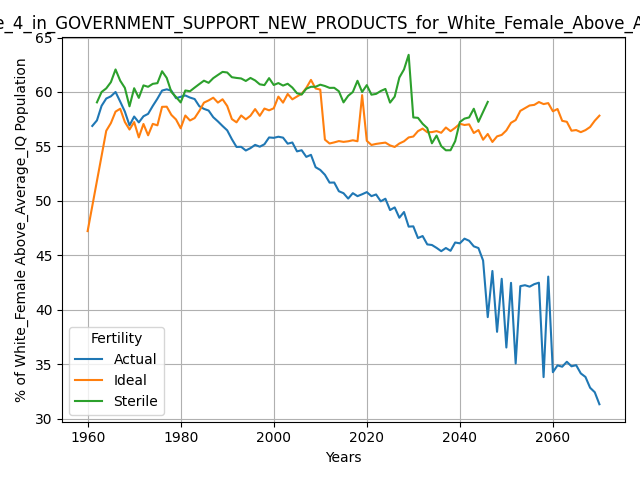 e_4_in_GOVERNMENT_SUPPORT_NEW_PRODUCTS_for_White_Female_Above_A
65
60
55
50
45
40
35
30
% of White_Female Above_Average_IQ Population
Fertility
Actual
Ideal
Sterile
1960
1980
2000
2020
2040
2060
Years